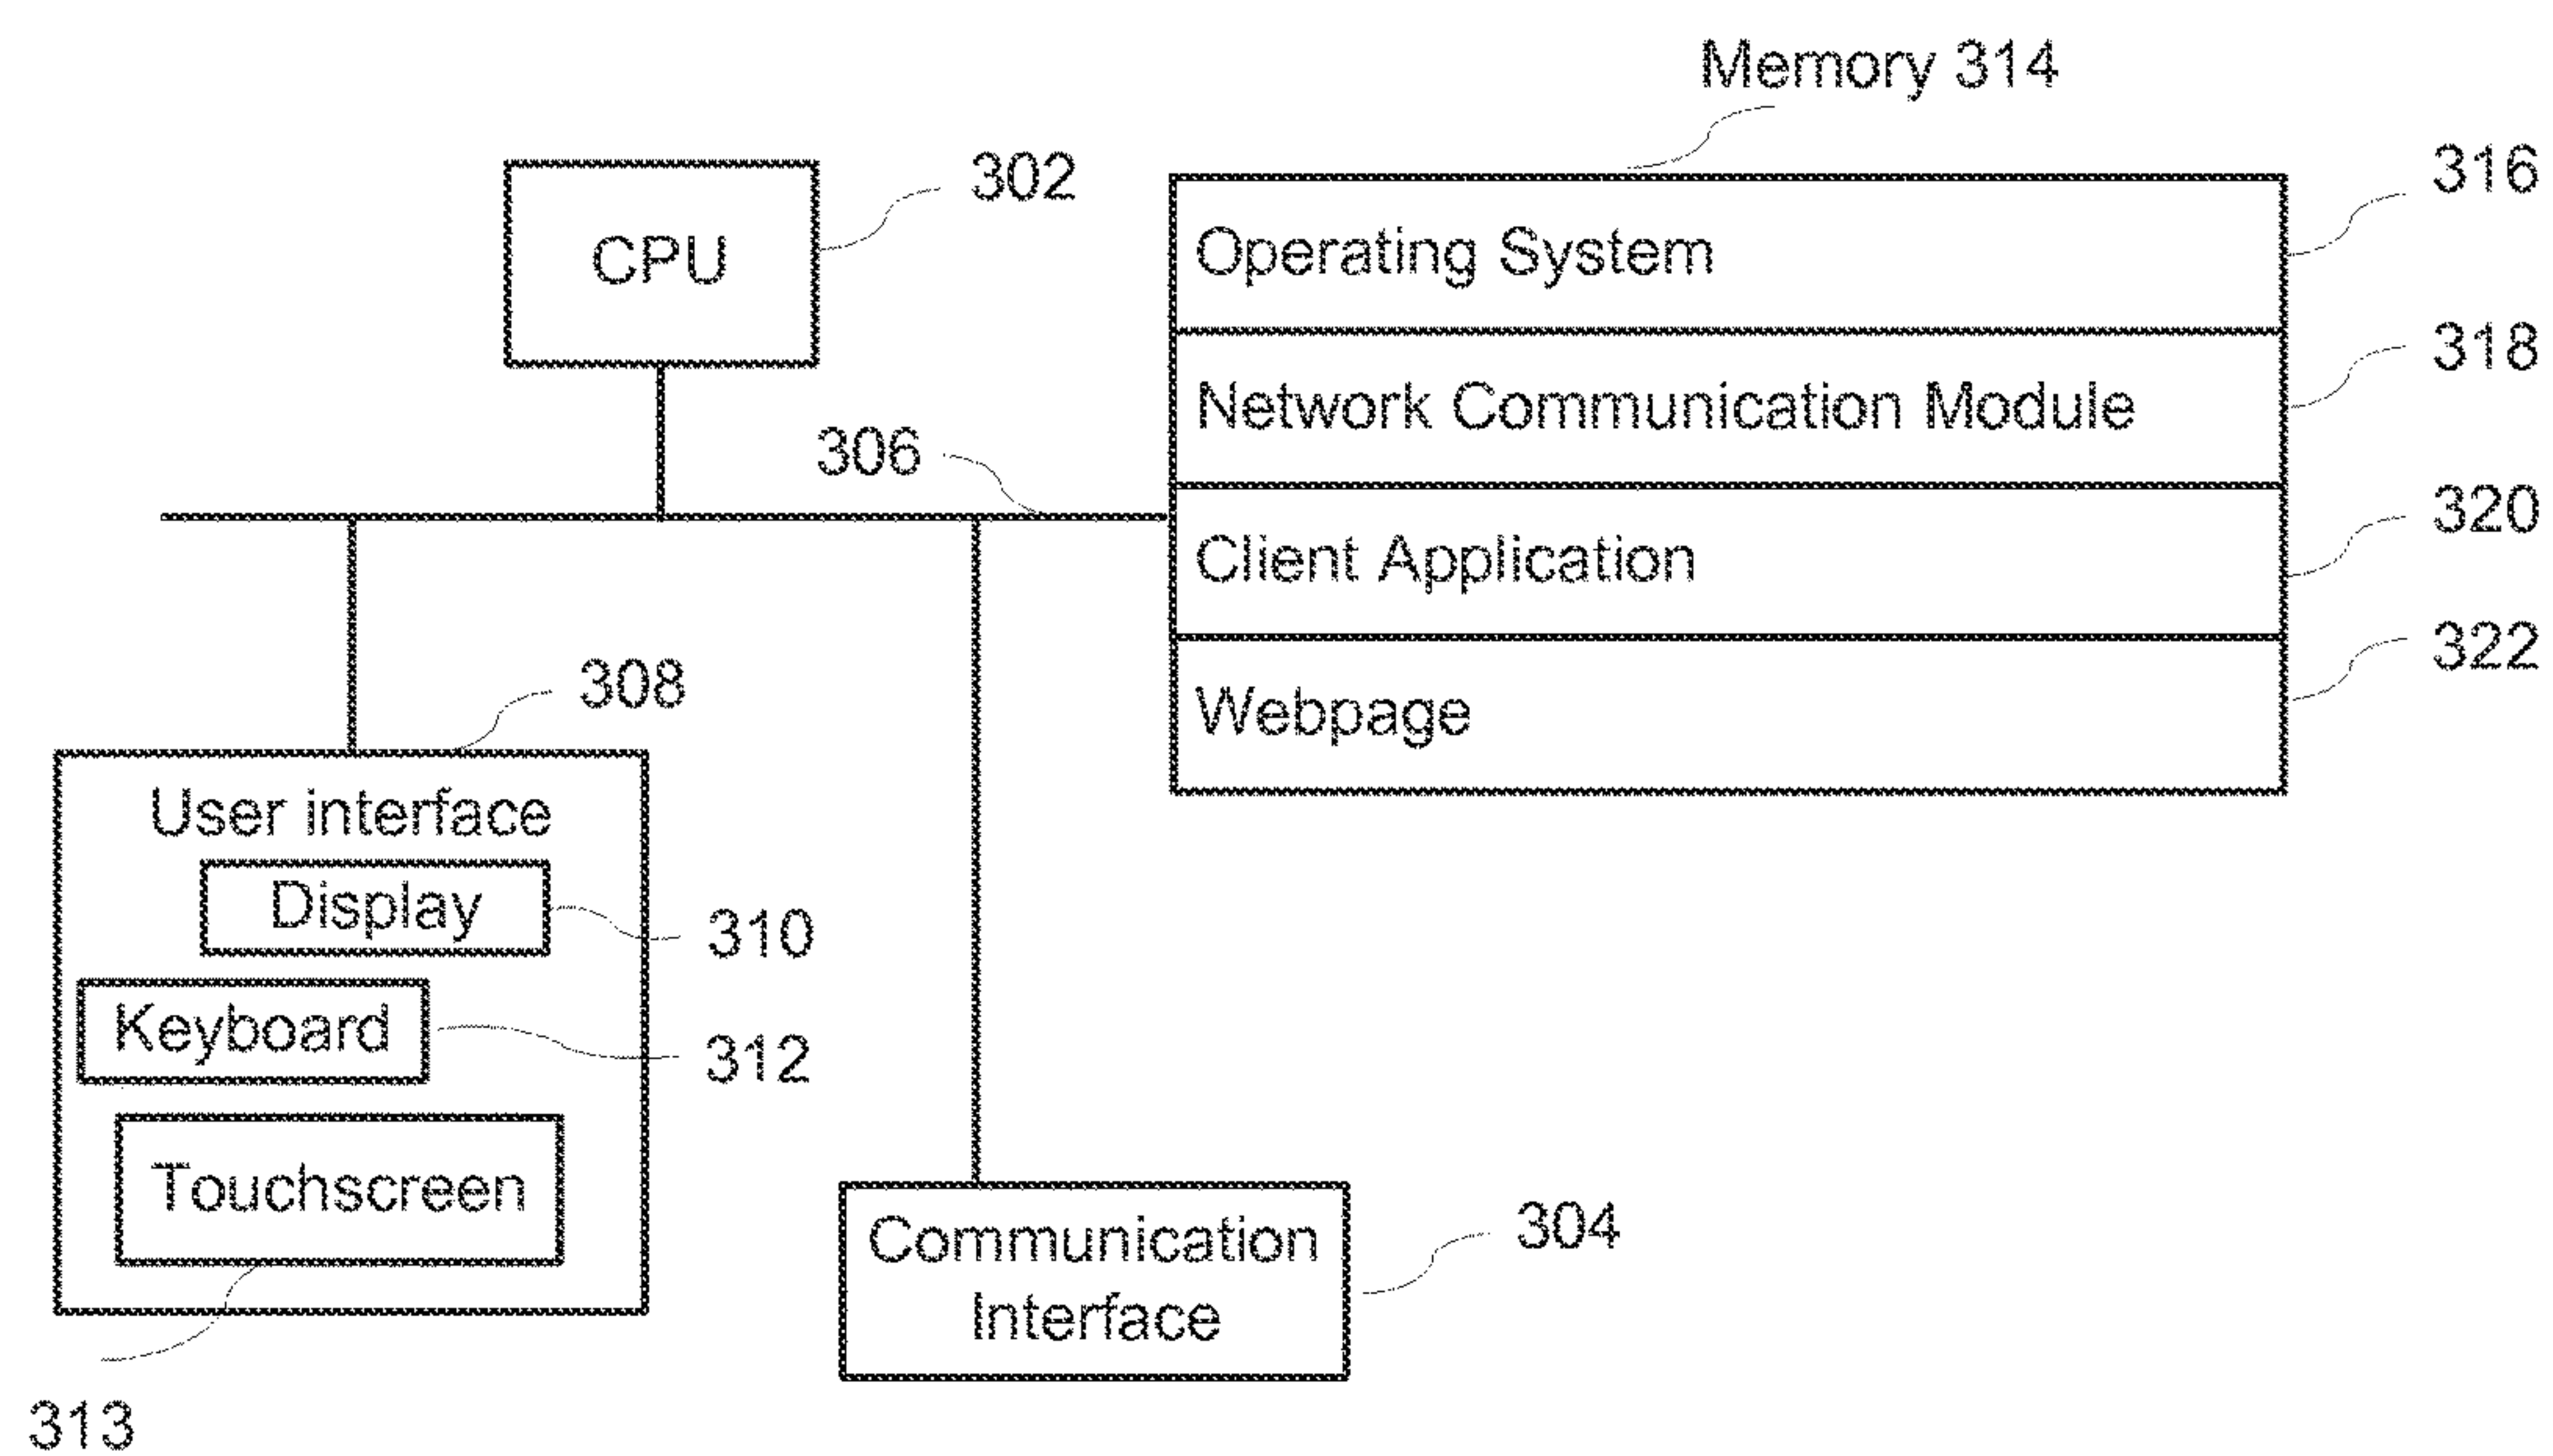 Memory 314
302
316
CPU
Operating System
318
306
Network Communication Module
320
Client Application
322
308
Webpage
User interface
Display
310
Keyboard
312
Touchscreen
304
Communication
Interface
313